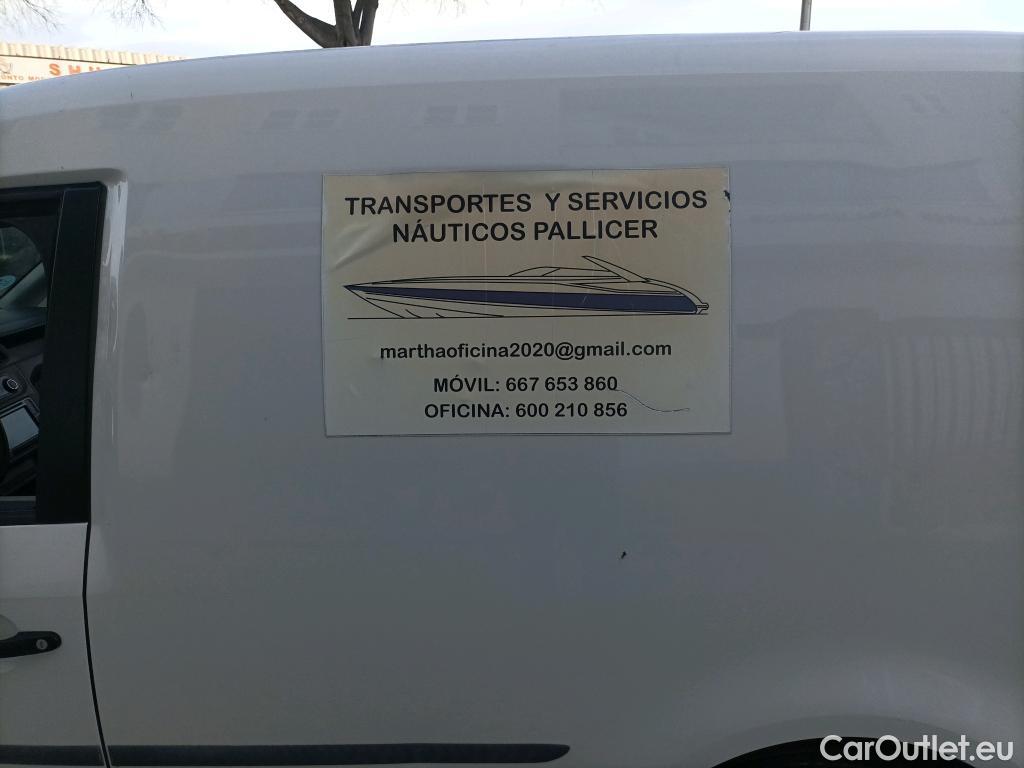 TRANSPORTES Y SERVICIOS
NÁUTICOS PALLICER
marthaoficina2020@gmail.com
MÓVIL: 667 653 860
OFICINA: 600 210 856
CarOutlet.eu